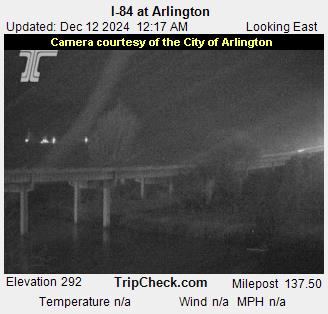 I-84 at Arlington
Updated: Dec 12 2024 12:17 AM Looking East
Camera courtesy of the City of Arlington
Elevation 292 TripCheck.com Milepost 137.50
Temperature n/a Wind n/a MPH n/a